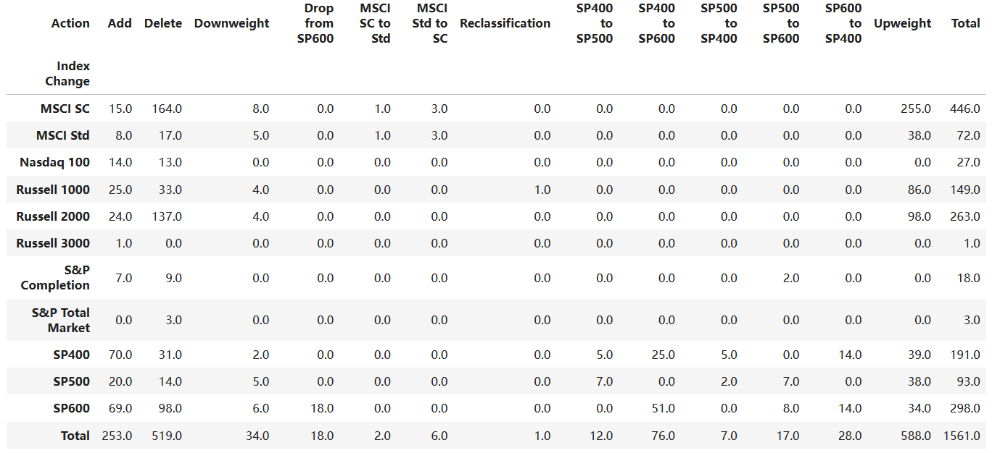 Action Add Delete Downweight Drop from SP600 MSCI SC to Std MSCI Std to SC Reclassification SP400 to SP500 SP400 to SP600 SP500 to SP400 SP500 to SP600 SP600 to SP400 Upweight Total
Index Change
MSCI SC 15.0 164.0 8.0 0.0 1.0 3.0 0.0 0.0 0.0 0.0 0.0 0.0 255.0 446.0
MSCI Std 8.0 17.0 5.0 0.0 1.0 3.0 0.0 0.0 0.0 0.0 0.0 0.0 38.0 72.0
Nasdaq 100 14.0 13.0 0.0 0.0 0.0 0.0 0.0 0.0 0.0 0.0 0.0 0.0 0.0 27.0
Russell 1000 25.0 33.0 4.0 0.0 0.0 0.0 1.0 0.0 0.0 0.0 0.0 0.0 86.0 149.0
Russell 2000 24.0 137.0 4.0 0.0 0.0 0.0 0.0 0.0 0.0 0.0 0.0 0.0 98.0 263.0
Russell 3000 1.0 0.0 0.0 0.0 0.0 0.0 0.0 0.0 0.0 0.0 0.0 0.0 0.0 1.0
S&P Completion 7.0 9.0 0.0 0.0 0.0 0.0 0.0 0.0 0.0 0.0 2.0 0.0 0.0 18.0
S&P Total Market 0.0 3.0 0.0 0.0 0.0 0.0 0.0 0.0 0.0 0.0 0.0 0.0 0.0 3.0
SP400 70.0 31.0 2.0 0.0 0.0 0.0 0.0 5.0 25.0 5.0 0.0 14.0 39.0 191.0
SP500 20.0 14.0 5.0 0.0 0.0 0.0 0.0 7.0 0.0 2.0 7.0 0.0 38.0 93.0
SP600 69.0 98.0 6.0 18.0 0.0 0.0 0.0 0.0 51.0 0.0 8.0 14.0 34.0 298.0
Total 253.0 519.0 34.0 18.0 2.0 6.0 1.0 12.0 76.0 7.0 17.0 28.0 588.0 1561.0